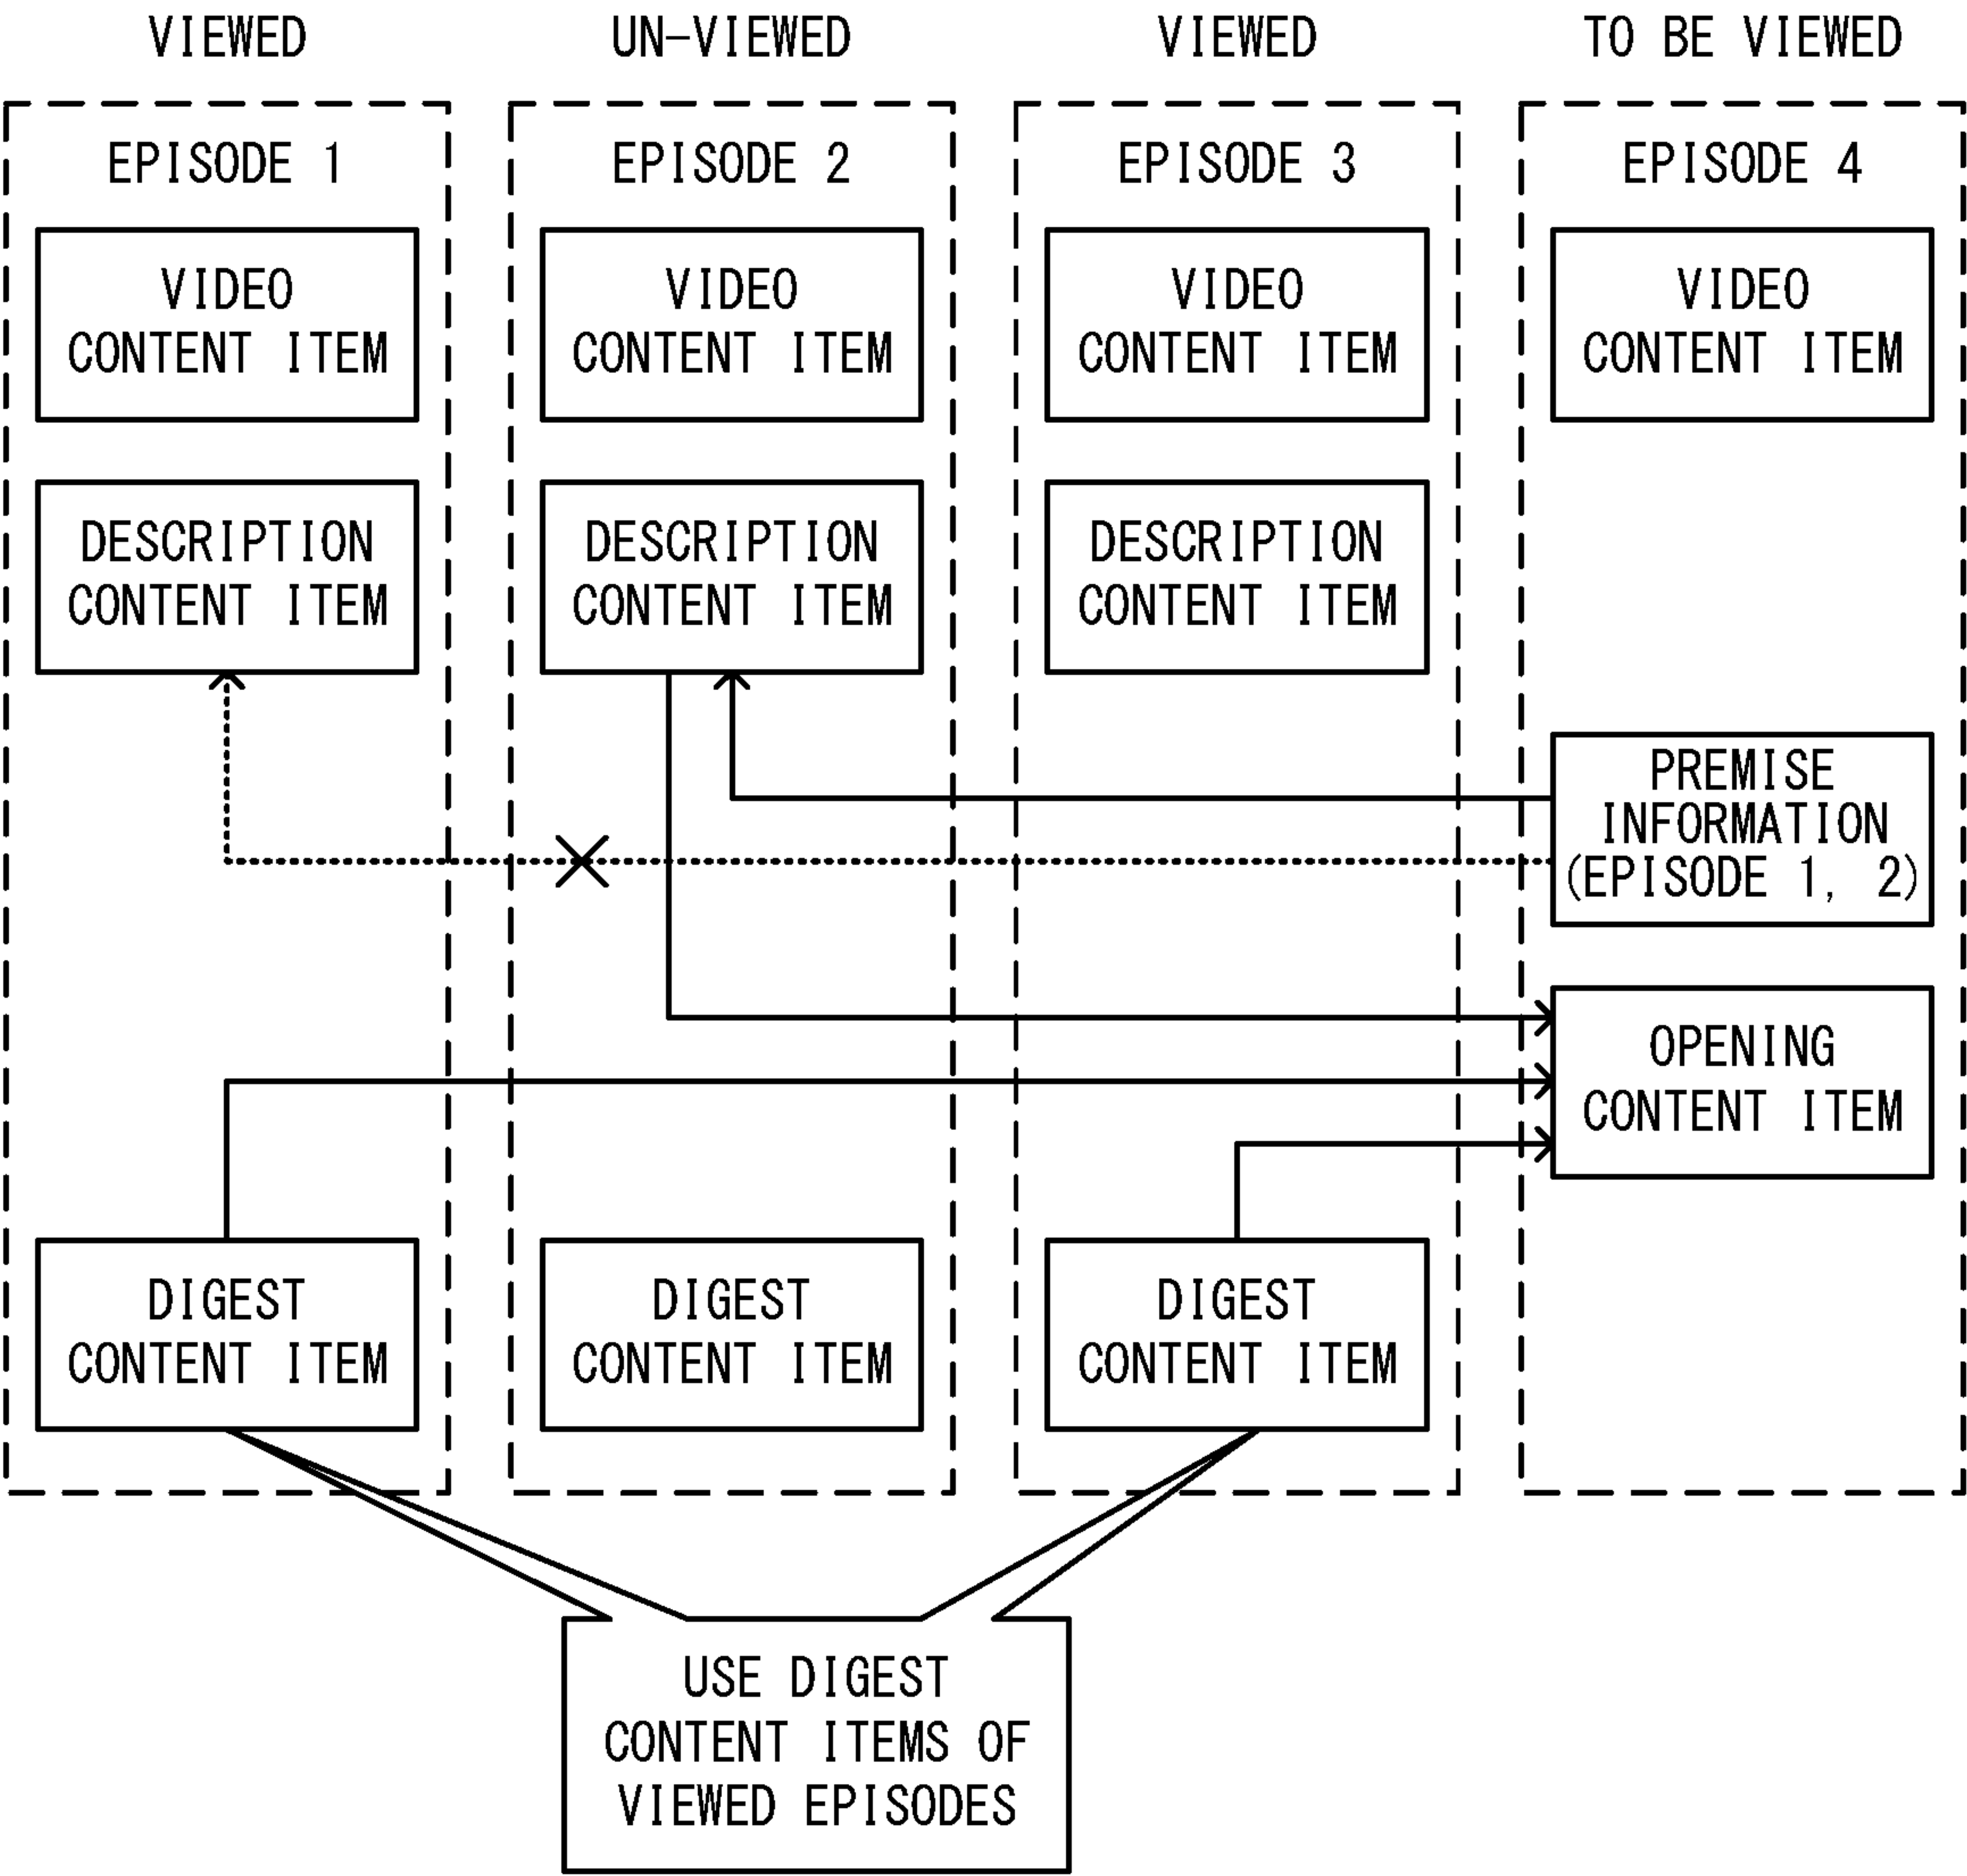 VIEWED
UN-VIEWED
VIEWED
TO BE VIEWED
EPISODE 1
EPISODE 2
EPISODE 3
EPISODE 4
VIDEO
CONTENT ITEM
VIDEO
CONTENT ITEM
VIDEO
CONTENT ITEM
VIDEO
CONTENT ITEM
DESCRIPTION
CONTENT ITEM
DESCRIPTION
CONTENT ITEM
DESCRIPTION
CONTENT ITEM
PREMISE
INFORMATION
(EPISODE 1, 2)
OPENING
CONTENT ITEM
DIGEST
CONTENT ITEM
DIGEST
CONTENT ITEM
DIGEST
CONTENT ITEM
USE DIGEST
CONTENT ITEMS OF
VIEWED EPISODES